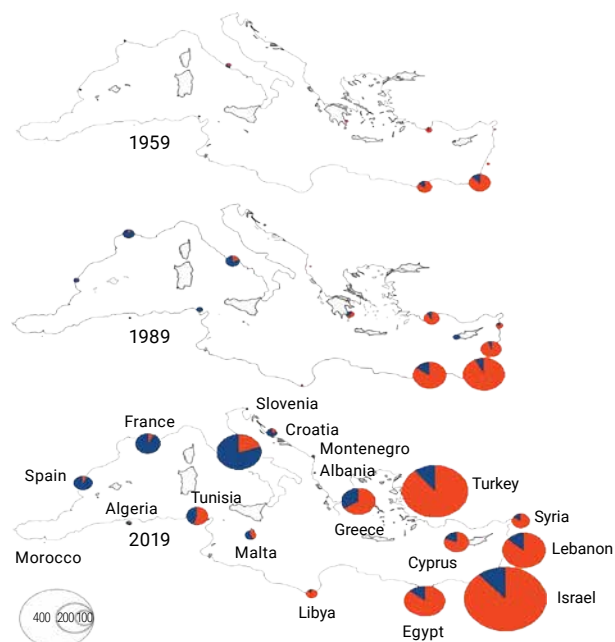 1959
1989
Slovenia
France
Croatia
Montenegro
Albania
Spain
Turkey
Algeria
Tunisia
Syria
2019
Greece
Malta
Morocco
Cyprus
Lebanon
Israel
Libya
Egypt
400 200 100